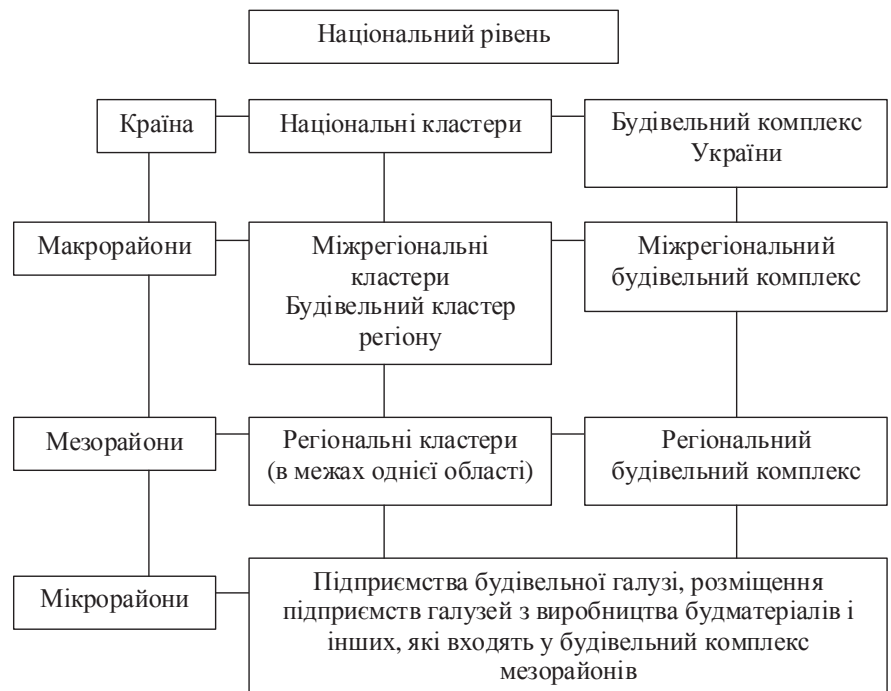 Національний рівень
Країна
Національні кластери
Будівельний комплекс
України
Макрорайони
Міжрегіональні
кластери
Будівельний кластер
регіону
Міжрегіональний
будівельний комплекс
Мезорайони
Регіональні кластери
(в межах однієї області)
Регіональний
будівельний комплекс
Мікрорайони
Підприємства будівельної галузі, розміщення
підприємств галузей з виробництва будматеріалів і
інших, які входять у будівельний комплекс
мезорайонів